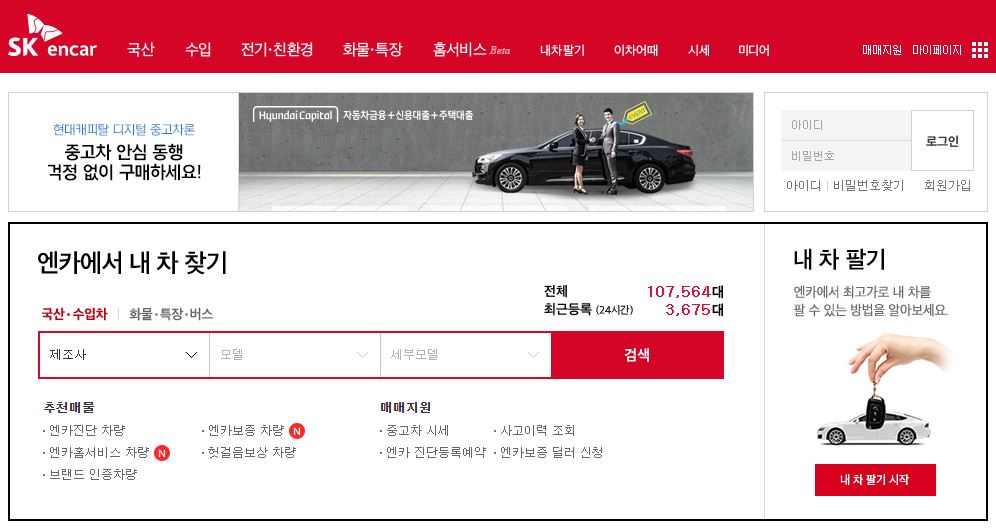 SK encar
국산 수입 전기·친환경 화물·특장 홈서비스 Beta 내차팔기 이차어때 시세 미디어
매매지원 마이페이지
현대캐피탈 디지털 중고차론
중고차 안심 동행
걱정 없이 구매하세요!
Hyundai Capital 자동차금융+신용대출+주택대출
아이디
비밀번호
로그인
아이디 | 비밀번호찾기 회원가입
엔카에서 내 차 찾기
전체 107,564대
최근등록 (24시간) 3,675대
국산·수입차 | 화물·특장·버스
제조사 모델 세부모델 검색
추천매물
· 엔카진단 차량 · 엔카보증 차량 N
· 엔카홈서비스 차량 N · 헛걸음보상 차량
· 브랜드 인증차량
매매지원
· 중고차 시세 · 사고이력 조회
· 엔카 진단등록예약 · 엔카보증 딜러 신청
내 차 팔기
엔카에서 최고가로 내 차를
팔 수 있는 방법을 알아보세요.
내 차 팔기 시작